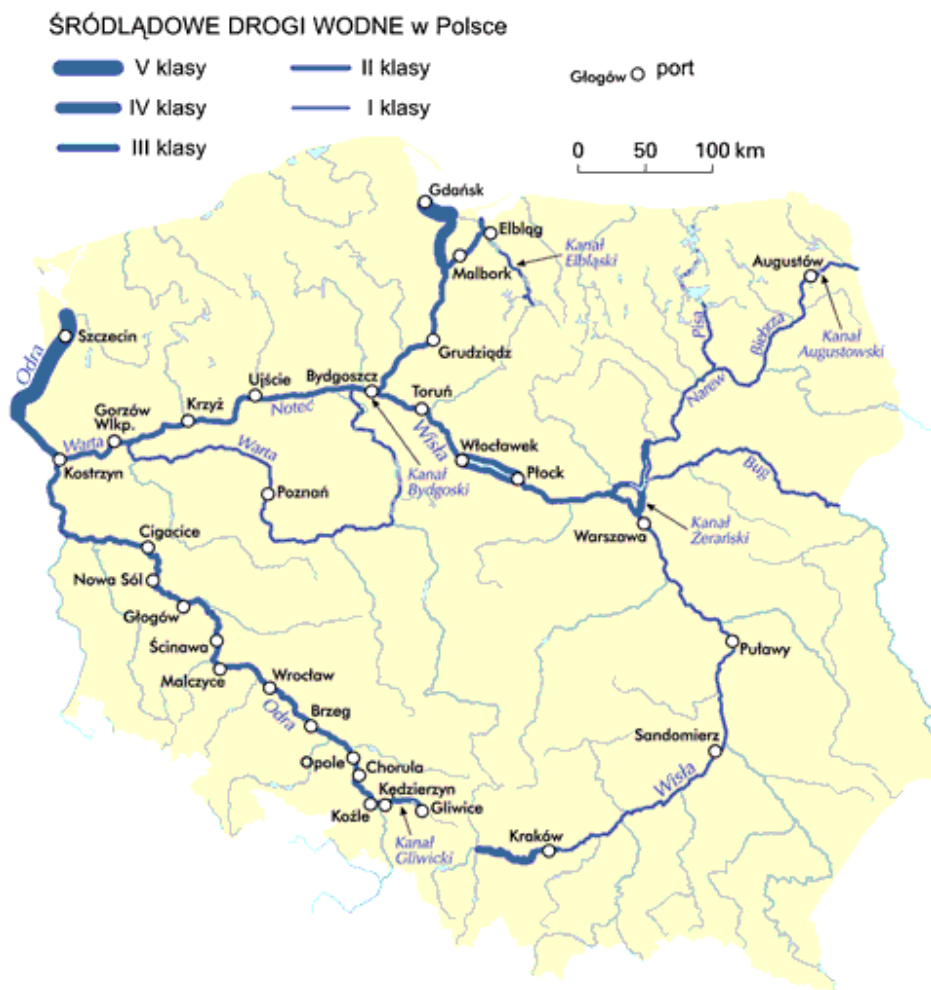 ŚRÓDLĄDOWE DROGI WODNE w Polsce
V klasy
II klasy
Głogów port
IV klasy
I klasy
III klasy
0 50 100 km
Gdańsk
Elbląg
Kanał
Elbląski
Malbork
Augustów
Kanał
Augustowski
Szczecin
Odra
Grudziądz
Pisa
Biebrza
Narew
Ujście
Bydgoszcz
Toruń
Krzyż
Noteć
Gorzów
Wlkp.
Warta
Warta
Wisła
Włocławek
Kostrzyn
Kanał
Bydgoski
Płock
Bug
Poznań
Warszawa
Kanał
Żerański
Cigacice
Nowa Sól
Głogów
Ścinawa
Puławy
Malczyce
Wrocław
Odra
Brzeg
Sandomierz
Opole
Chorula
Wisła
Kędzierzyn
Koźle
Gliwice
Kanał
Gliwicki
Kraków